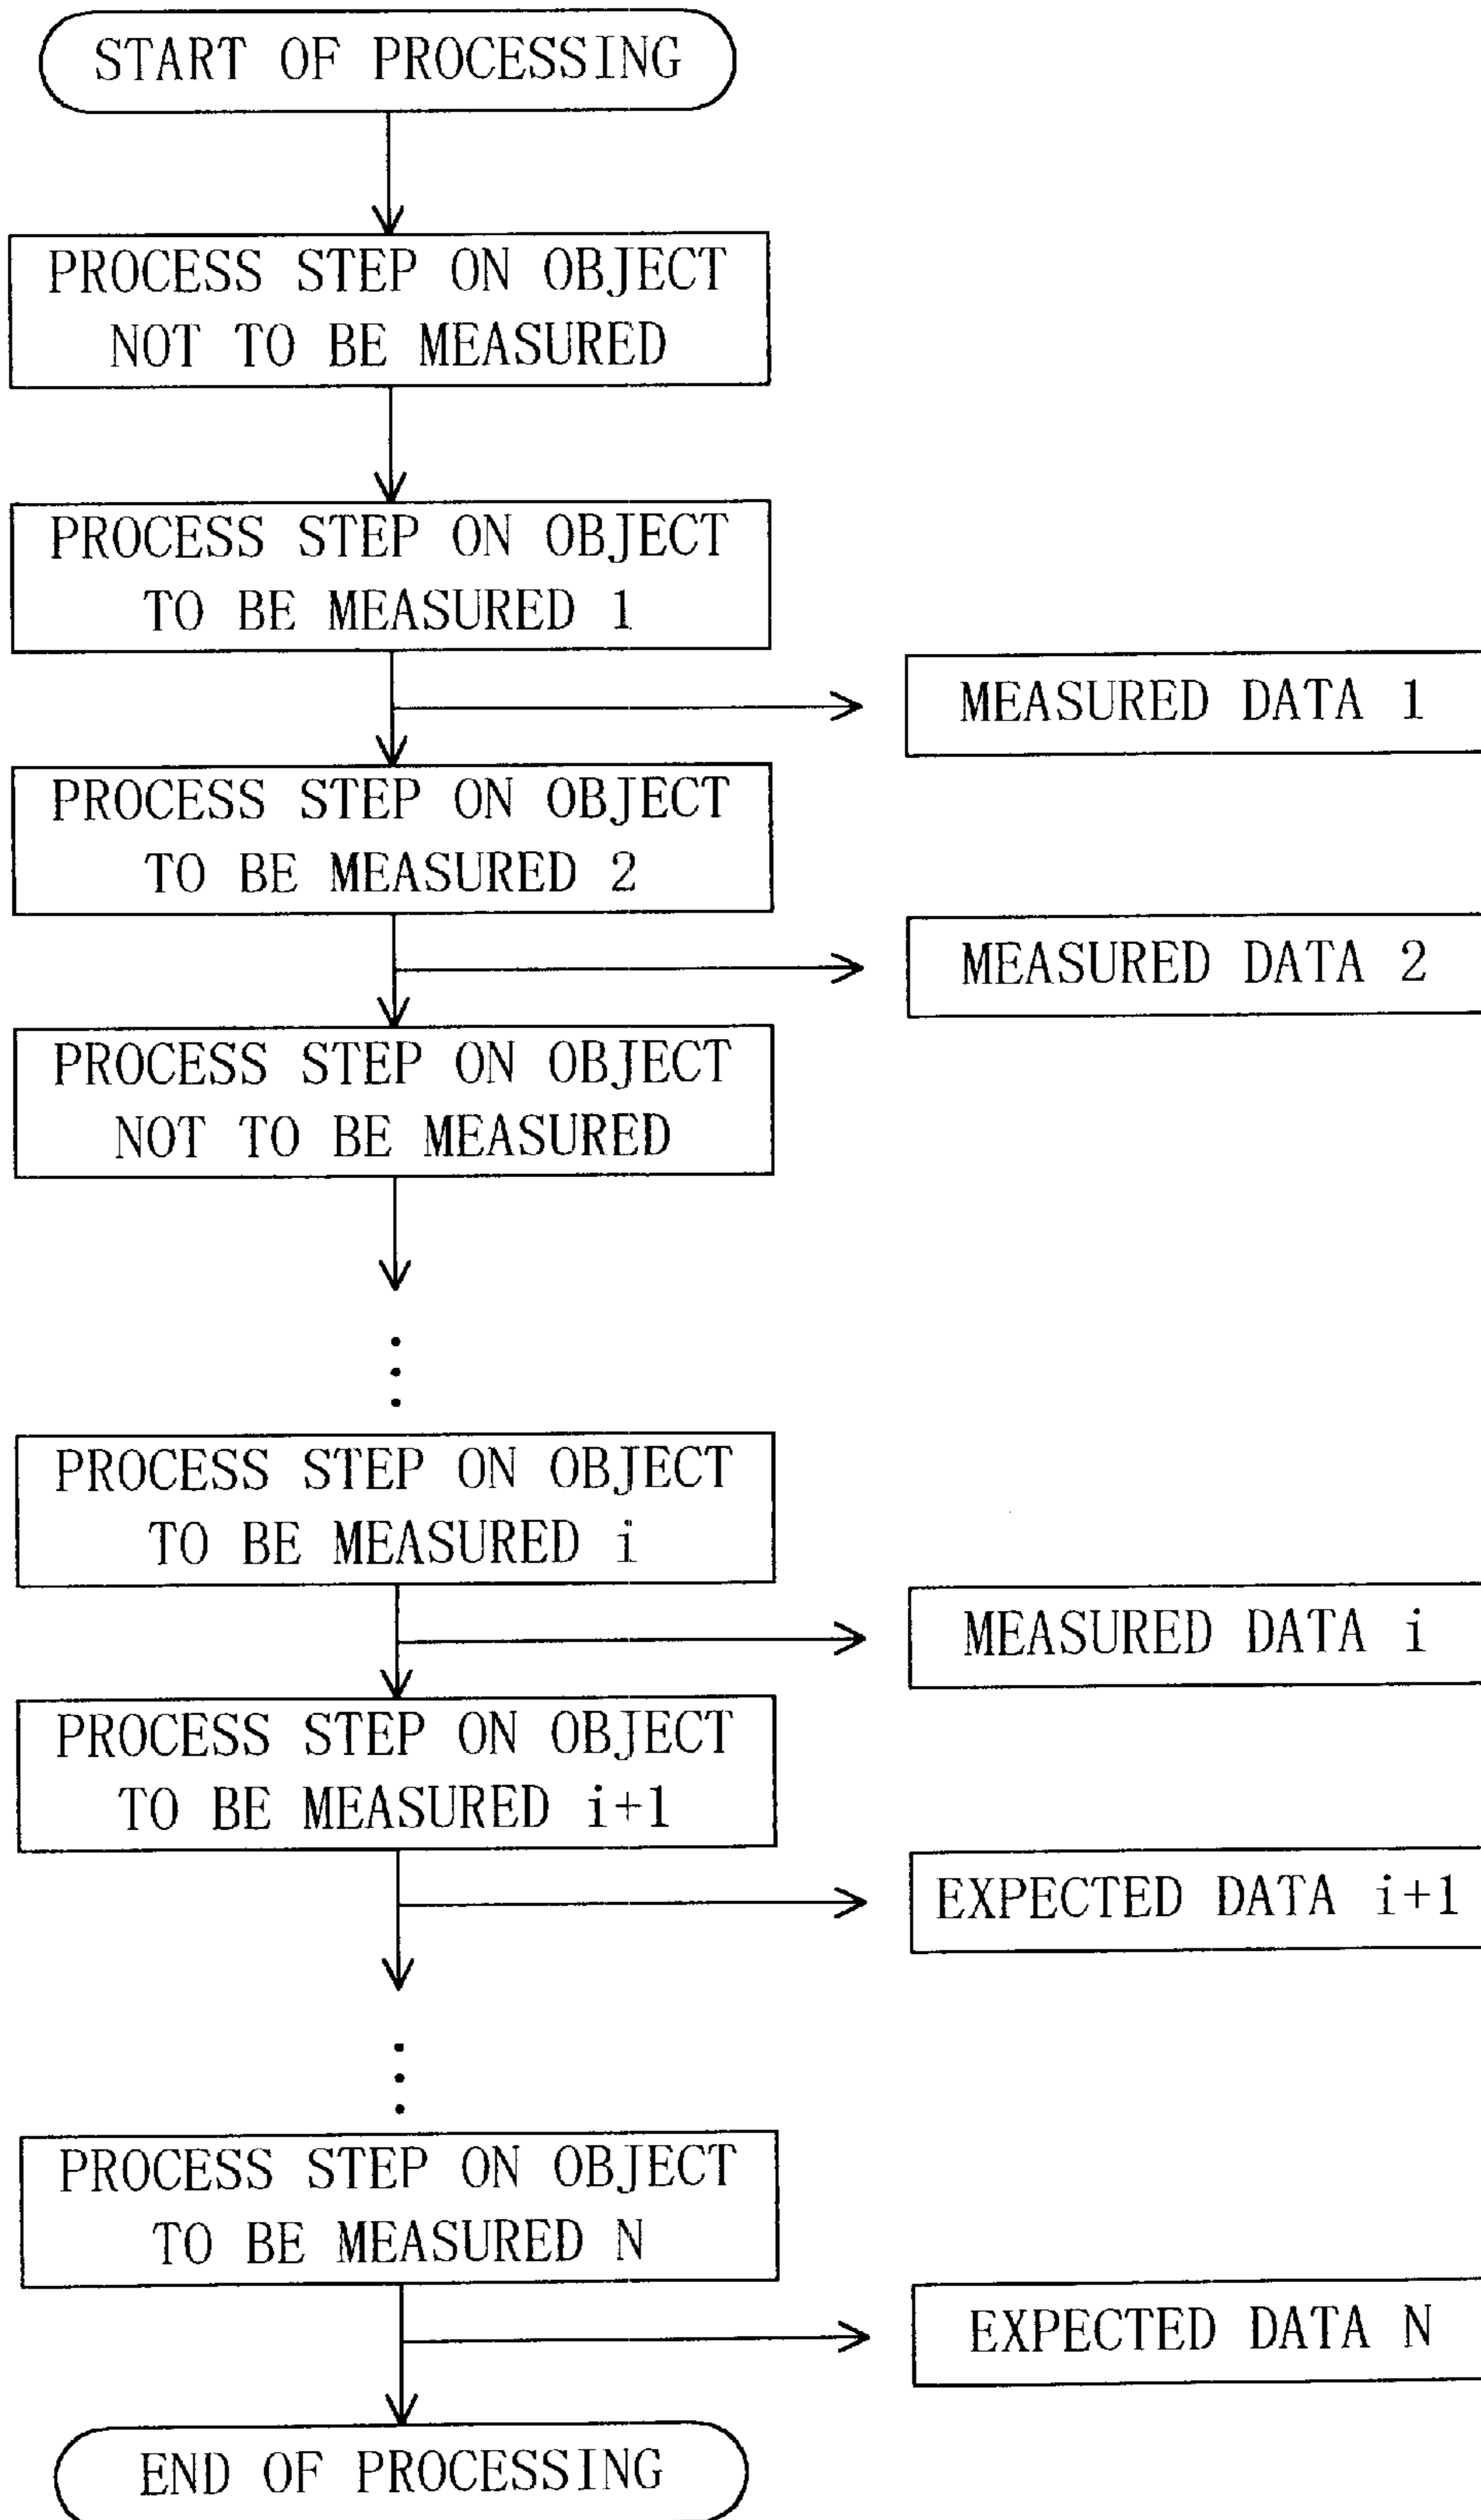 START OF PROCESSING
PROCESS STEP ON OBJECT
NOT TO BE MEASURED
PROCESS STEP ON OBJECT
TO BE MEASURED 1
MEASURED DATA 1
PROCESS STEP ON OBJECT
TO BE MEASURED 2
MEASURED DATA 2
PROCESS STEP ON OBJECT
NOT TO BE MEASURED
PROCESS STEP ON OBJECT
TO BE MEASURED i
MEASURED DATA i
PROCESS STEP ON OBJECT
TO BE MEASURED i+1
EXPECTED DATA i+1
PROCESS STEP ON OBJECT
TO BE MEASURED N
EXPECTED DATA N
END OF PROCESSING